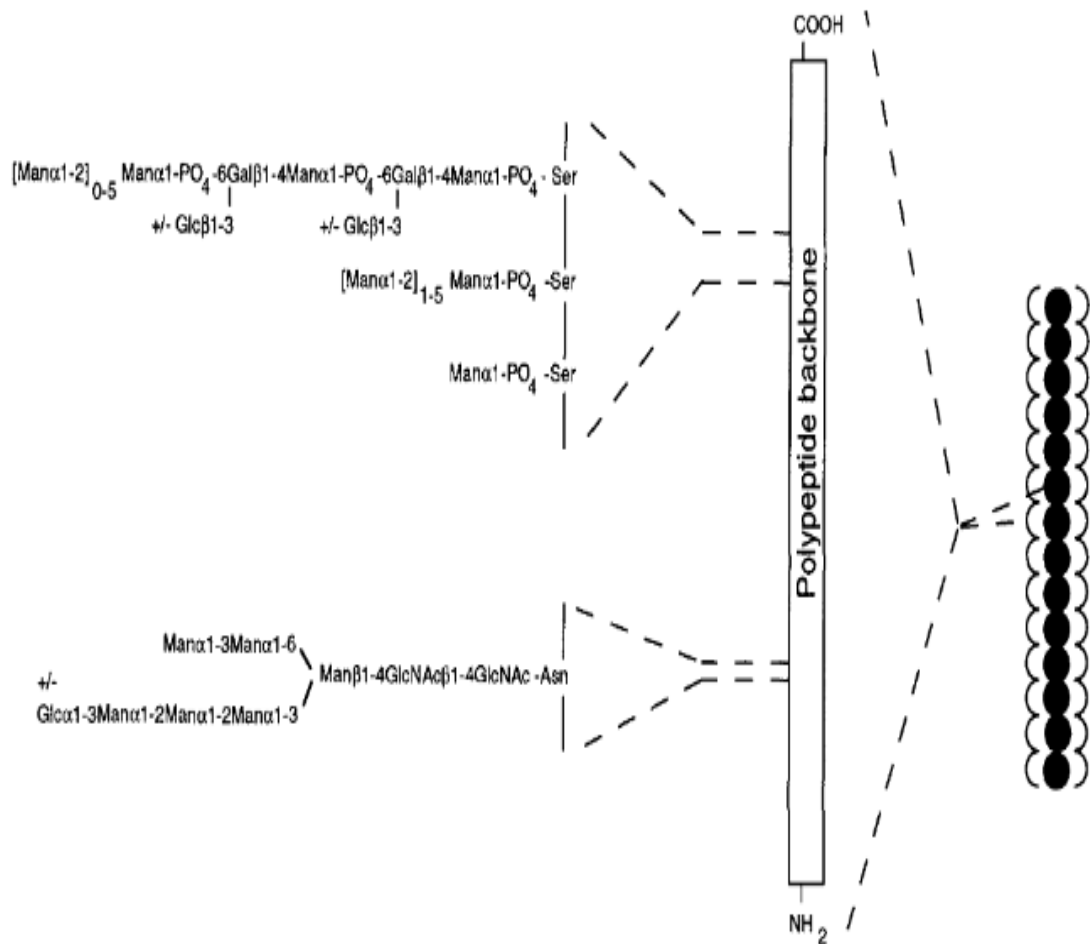 COOH
[Manα1-2]0-5 Manα1-PO4-6Galβ1-4Manα1-PO4-6Galβ1-4Manα1-PO4-Ser
+/- Glcβ1-3 +/- Glcβ1-3
[Manα1-2]1-5 Manα1-PO4-Ser
Manα1-PO4-Ser
Polypeptide backbone
Manα1-3Manα1-6
Manβ1-4GlcNAcβ1-4GlcNAc-Asn
+/-
Glcα1-3Manα1-2Manα1-2Manα1-3
NH2